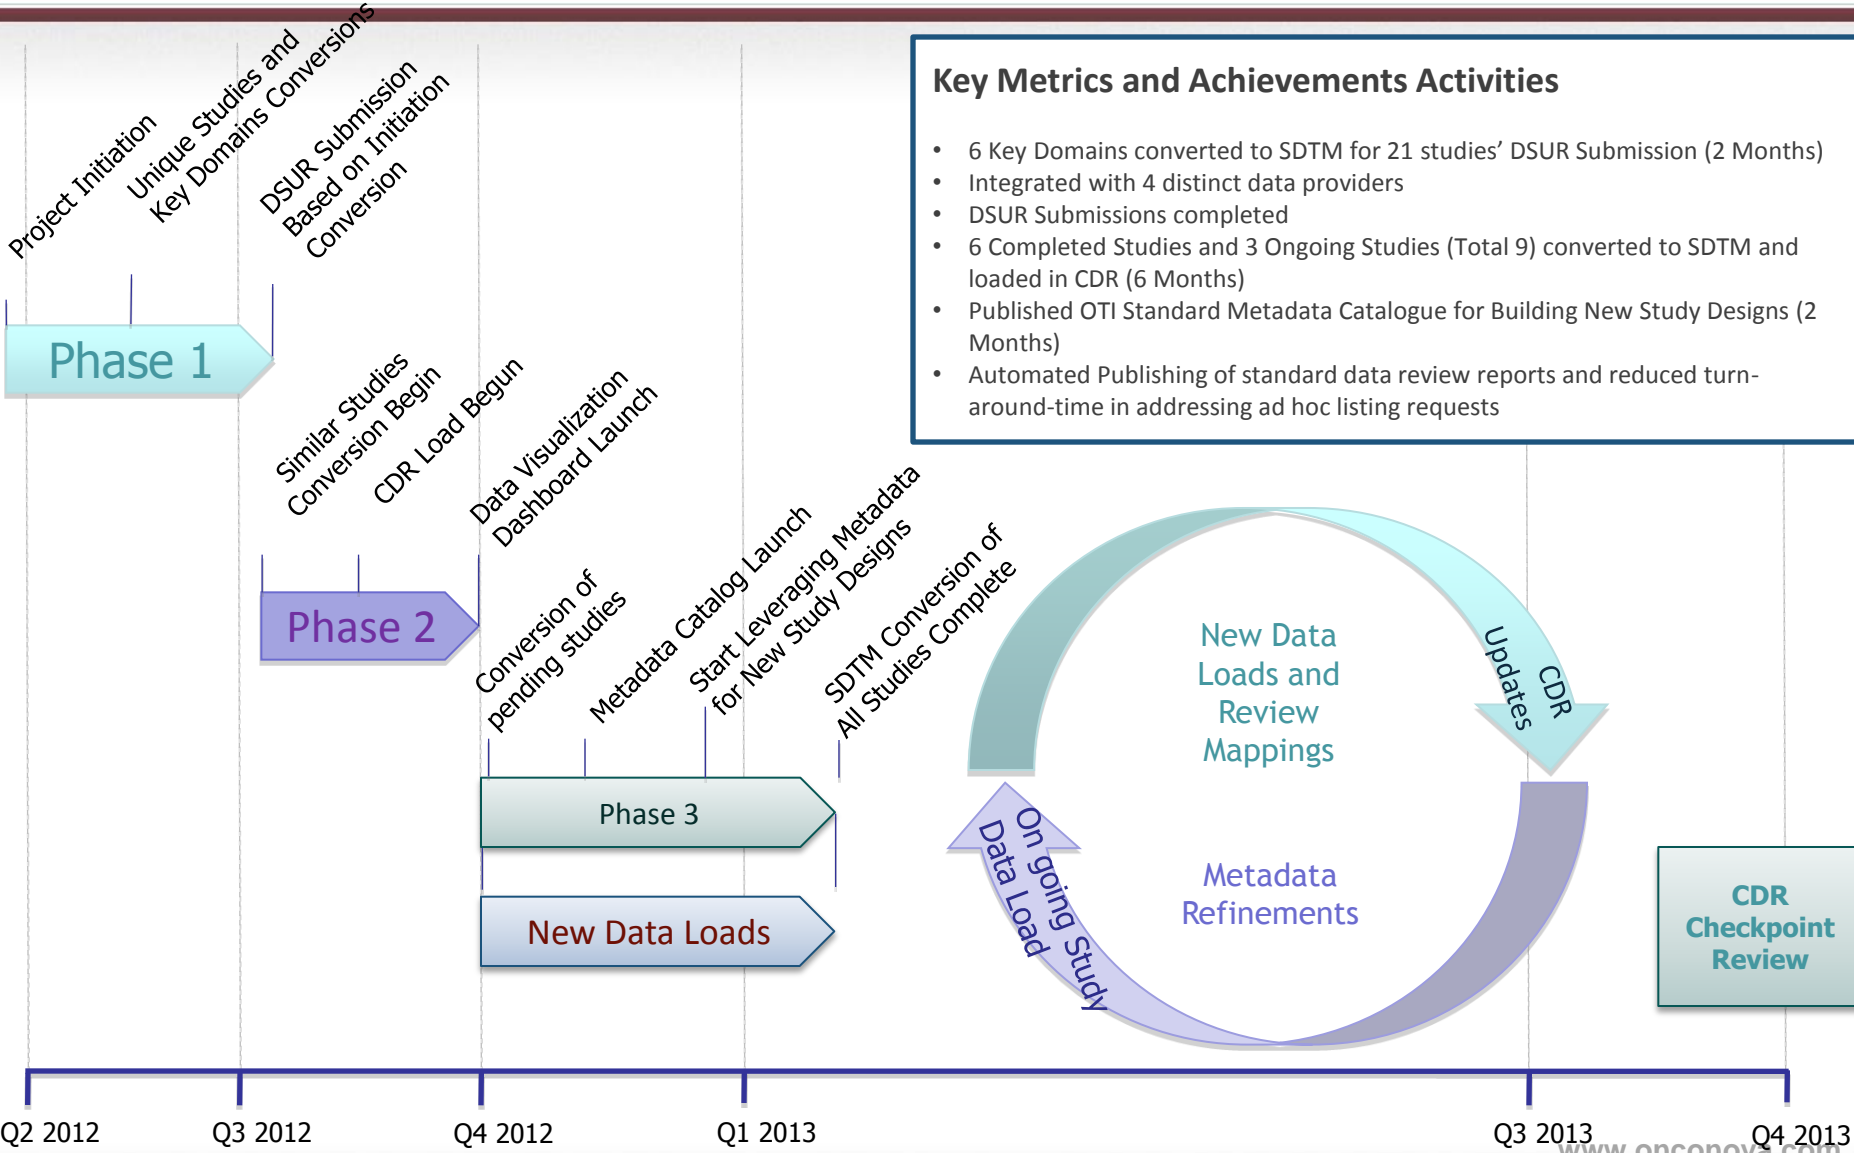 Project Initiation
Unique Studies and
Key Domains Conversions
DSUR Submission
Based on Initiation
Conversion
Phase 1
Key Metrics and Achievements Activities
• 6 Key Domains converted to SDTM for 21 studies’ DSUR Submission (2 Months)
• Integrated with 4 distinct data providers
• DSUR Submissions completed
• 6 Completed Studies and 3 Ongoing Studies (Total 9) converted to SDTM and
loaded in CDR (6 Months)
• Published OTI Standard Metadata Catalogue for Building New Study Designs (2
Months)
• Automated Publishing of standard data review reports and reduced turn-
around-time in addressing ad hoc listing requests
Similar Studies
Conversion Begin
CDR Load Begun
Data Visualization
Dashboard Launch
Phase 2
Conversion of
pending studies
Metadata Catalog Launch
Start Leveraging Metadata
for New Study Designs
SDTM Conversion of
All Studies Complete
Phase 3
New Data Loads
New Data
Loads and
Review
Mappings
CDR
Updates
Metadata
Refinements
On going Study
Data Load
CDR
Checkpoint
Review
Q2 2012
Q3 2012
Q4 2012
Q1 2013
Q3 2013
Q4 2013
www.onconova.com